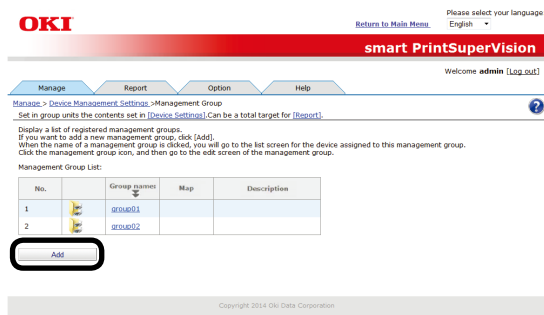 Please select your language
OKI
Return to Main Menu
English
smart PrintSuperVision
Welcome admin [Log out]
Manage
Report
Option
Help
Manage > Device Management Settings >Management Group
?
Set in group units the contents set in [Device Settings].Can be a total target for [Report].
Display a list of registered management groups.
If you want to add a new management group, click [Add].
When the name of a management group is clicked, you will go to the list screen for the device assigned to this management group.
Click the management group icon, and then go to the edit screen of the management group.
Management Group List:
No. Group names Map Description
1 group01
2 group02
Add
Copyright 2014 Oki Data Corporation